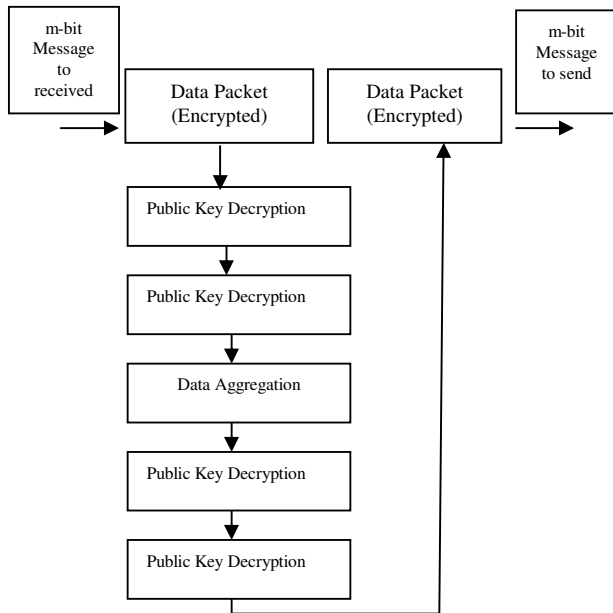 m-bit
Message
to
received
Data Packet
(Encrypted)
Data Packet
(Encrypted)
m-bit
Message
to send
Public Key Decryption
Public Key Decryption
Data Aggregation
Public Key Decryption
Public Key Decryption